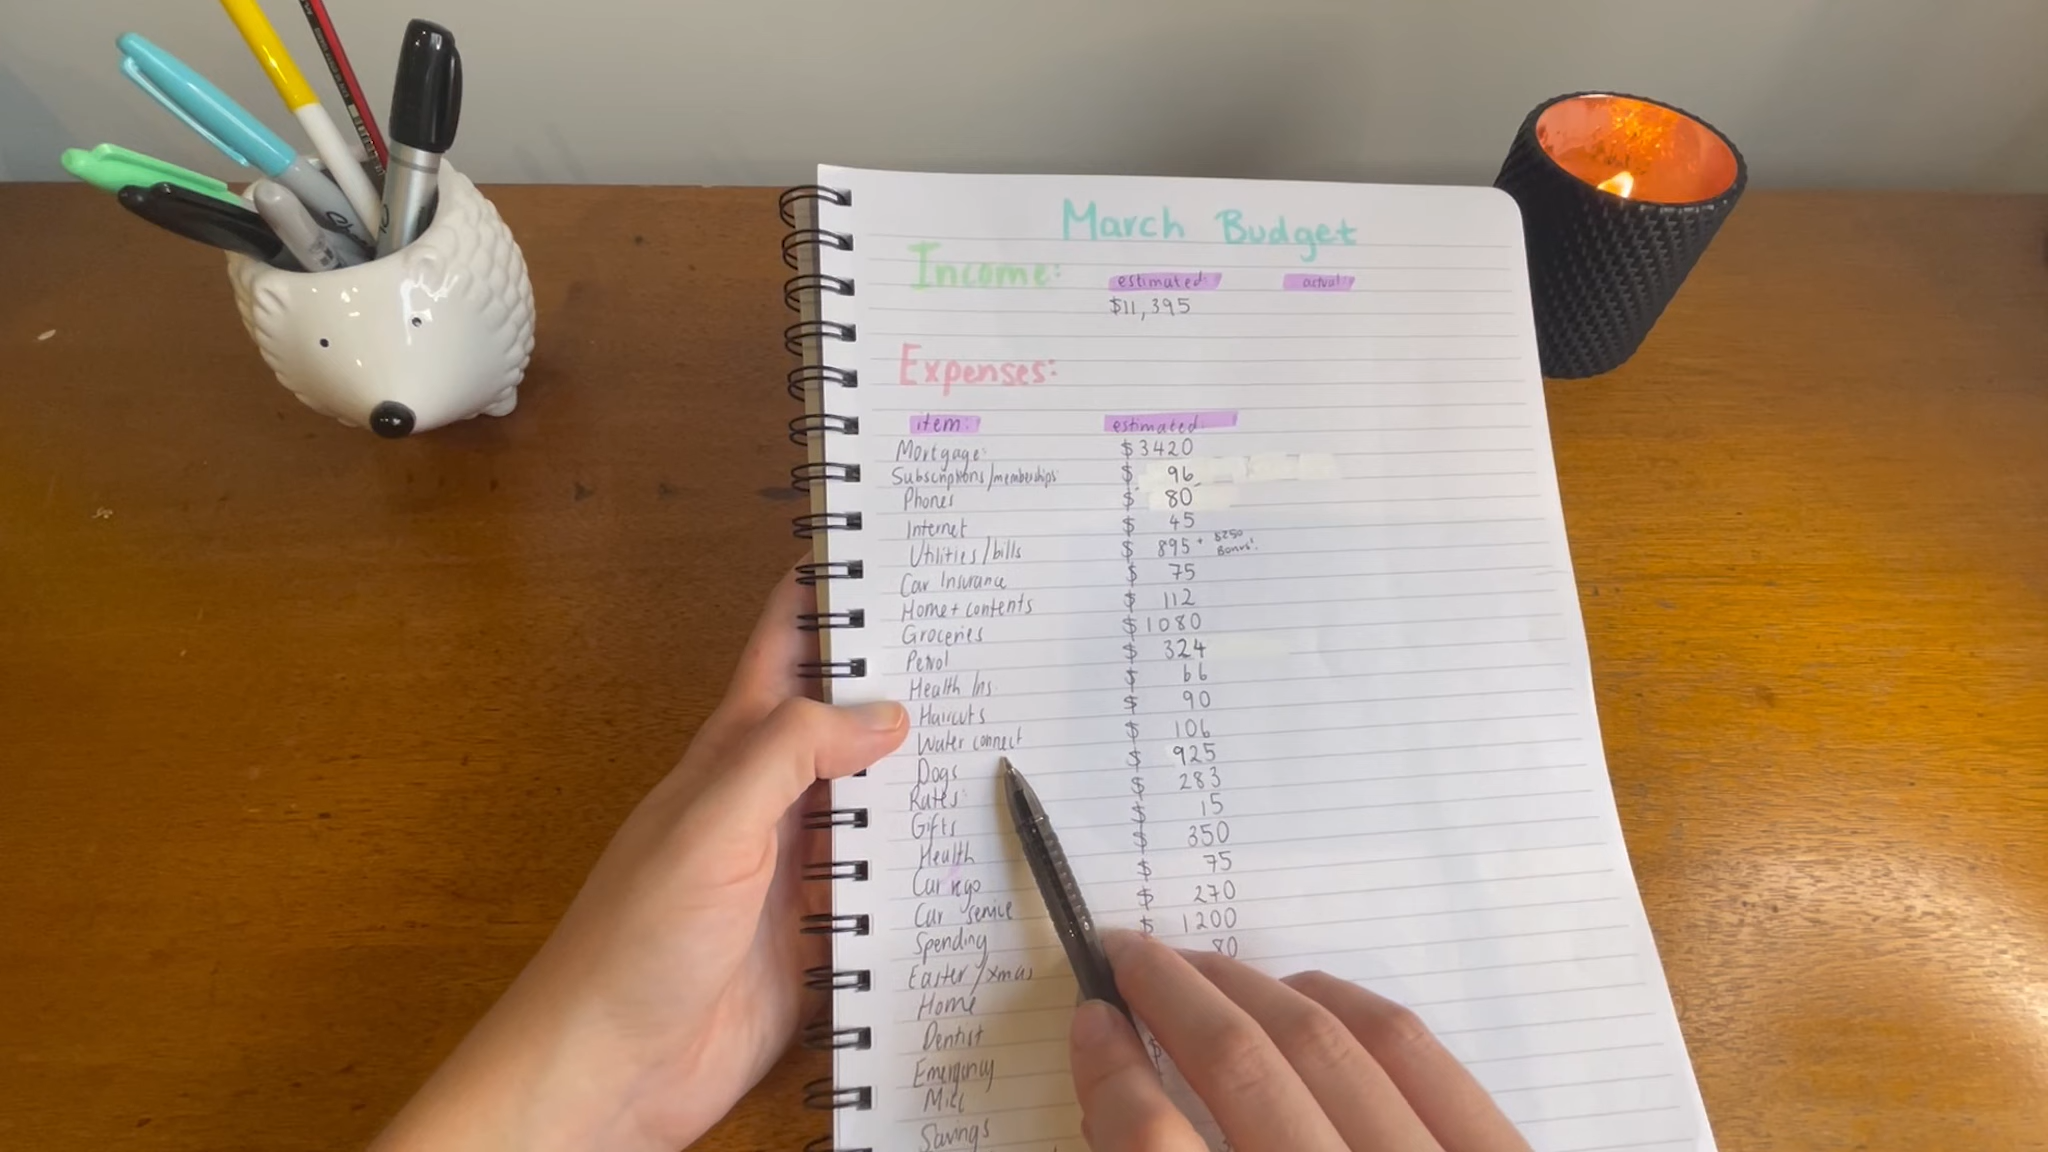 March Budget
Income: estimated: actual:
$11,395
Expenses:
item: estimated:
Mortgage: $3420
Subscriptions/memberships: $ 96
Phones $ 80
Internet $ 45
Utilities/bills $ 895 + $250 Bonus!
Car Insurance $ 75
Home + contents $ 112
Groceries $1080
Petrol $ 324
Health Ins. $ 66
Haircuts $ 90
Water connect $ 106
Dogs $ 925
Rates: $ 283
Gifts $ 15
Health $ 350
Car rego $ 75
Car service $ 270
Spending $ 1200
Easter/xmas 80
Home
Dentist
Emergency $
Misc
Savings